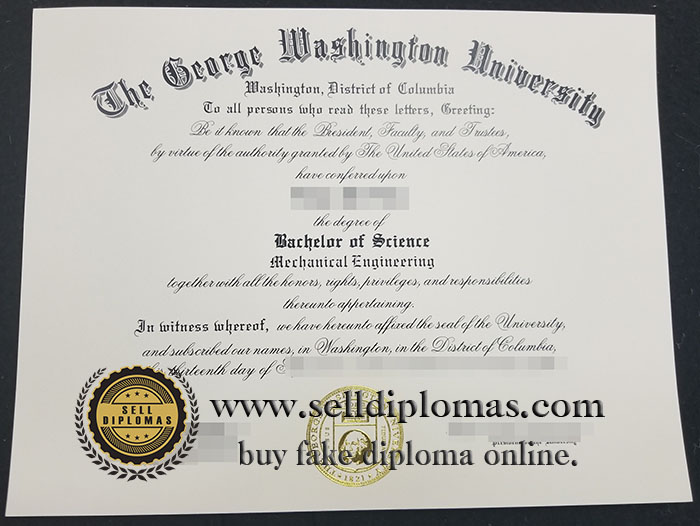 The George Washington University
Washington, District of Columbia
To all persons who read these letters, Greeting:
Be it known that the President, Faculty, and Trustees,
by virtue of the authority granted by The United States of America,
have conferred upon
the degree of
Bachelor of Science
Mechanical Engineering
together with all the honors, rights, privileges, and responsibilities
thereunto appertaining.
In witness whereof, we have hereunto affixed the seal of the University,
and subscribed our names, in Washington, in the District of Columbia,
thirteenth day of
SELL
DIPLOMAS
www.selldiplomas.com
buy fake diploma online.
1821